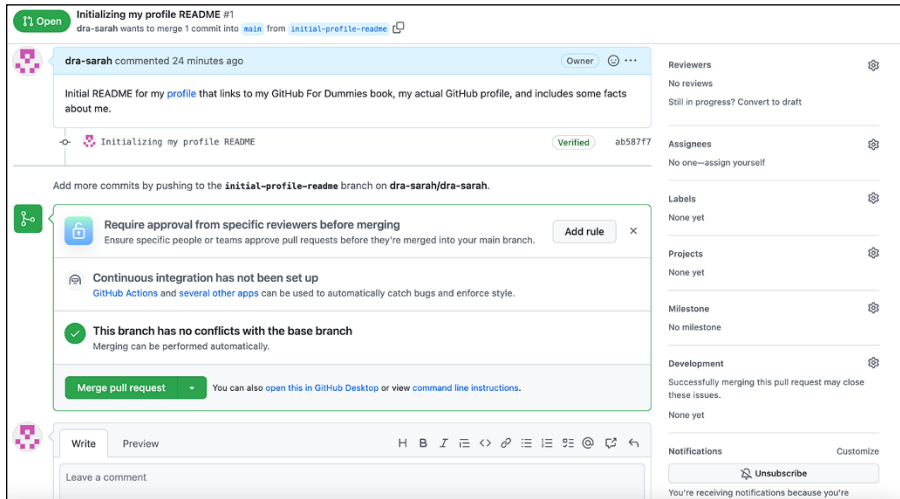 Open
Initializing my profile README #1
dra-sarah wants to merge 1 commit into main from initial-profile-readme
dra-sarah commented 24 minutes ago
Owner
Initial README for my profile that links to my GitHub For Dummies book, my actual GitHub profile, and includes some facts
about me.
Initializing my profile README
Verified
ab587f7
Add more commits by pushing to the initial-profile-readme branch on dra-sarah/dra-sarah.
Require approval from specific reviewers before merging
Ensure specific people or teams approve pull requests before they're merged into your main branch.
Add rule
Continuous integration has not been set up
GitHub Actions and several other apps can be used to automatically catch bugs and enforce style.
This branch has no conflicts with the base branch
Merging can be performed automatically.
Merge pull request
You can also open this in GitHub Desktop or view command line instructions.
Write
Preview
Leave a comment
Reviewers
No reviews
Still in progress? Convert to draft
Assignees
No one—assign yourself
Labels
None yet
Projects
None yet
Milestone
No milestone
Development
Successfully merging this pull request may close
these issues.
None yet
Notifications
Customize
Unsubscribe
You're receiving notifications because you're